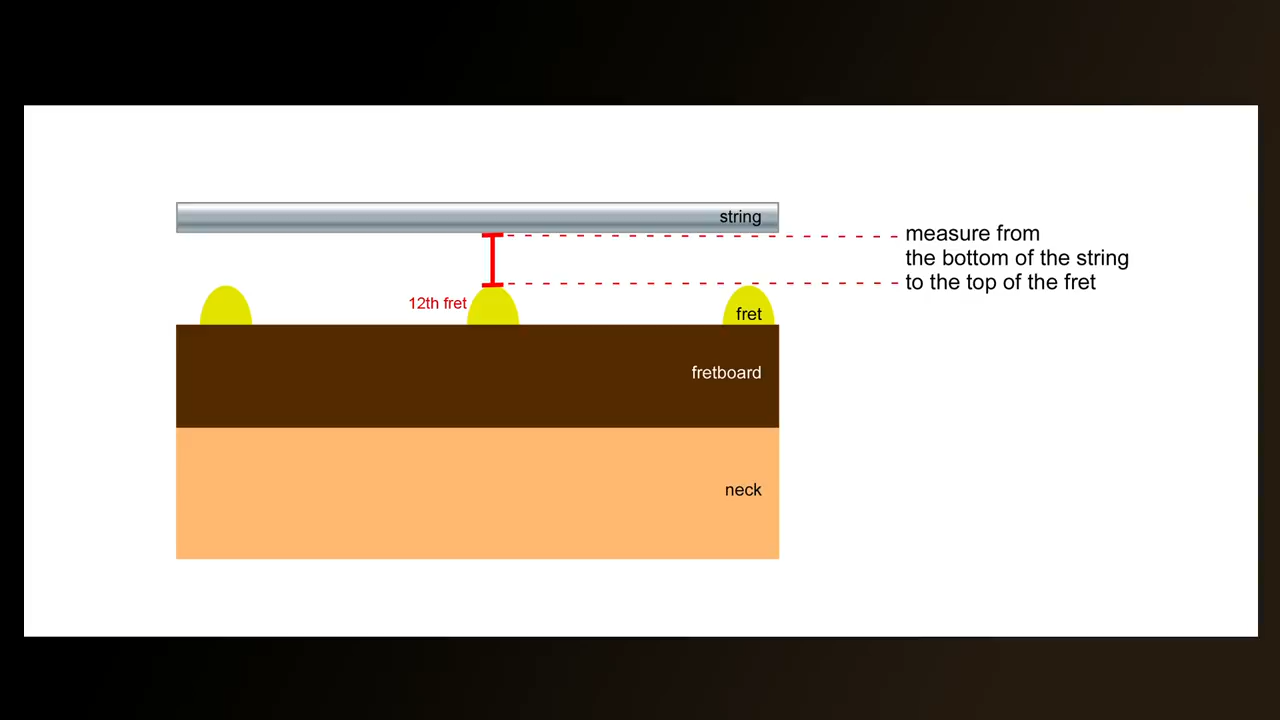 string
measure from
the bottom of the string
to the top of the fret
12th fret
fret
fretboard
neck